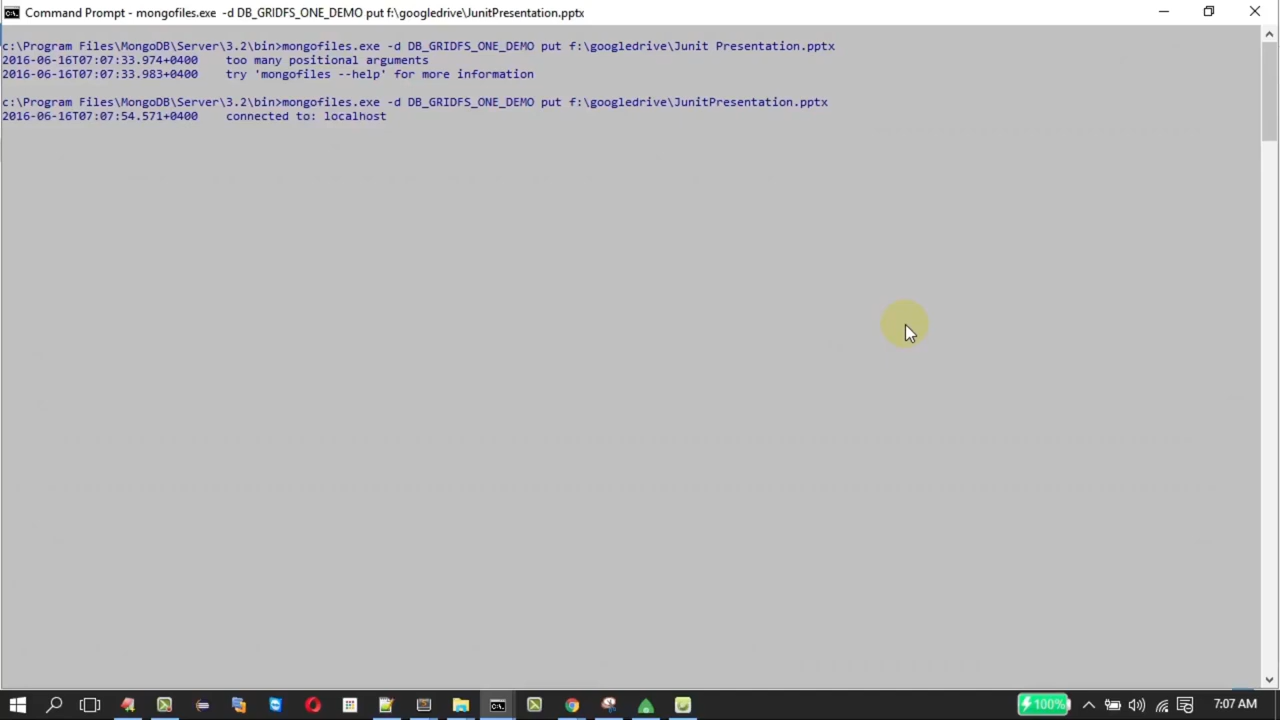 Command Prompt - mongofiles.exe -d DB_GRIDFS_ONE_DEMO put f:\googledrive\JunitPresentation.pptx
c:\Program Files\MongoDB\Server\3.2\bin>mongofiles.exe -d DB_GRIDFS_ONE_DEMO put f:\googledrive\Junit Presentation.pptx
2016-06-16T07:07:33.974+0400    too many positional arguments
2016-06-16T07:07:33.983+0400    try 'mongofiles --help' for more information
c:\Program Files\MongoDB\Server\3.2\bin>mongofiles.exe -d DB_GRIDFS_ONE_DEMO put f:\googledrive\JunitPresentation.pptx
2016-06-16T07:07:54.571+0400    connected to: localhost
100%
7:07 AM